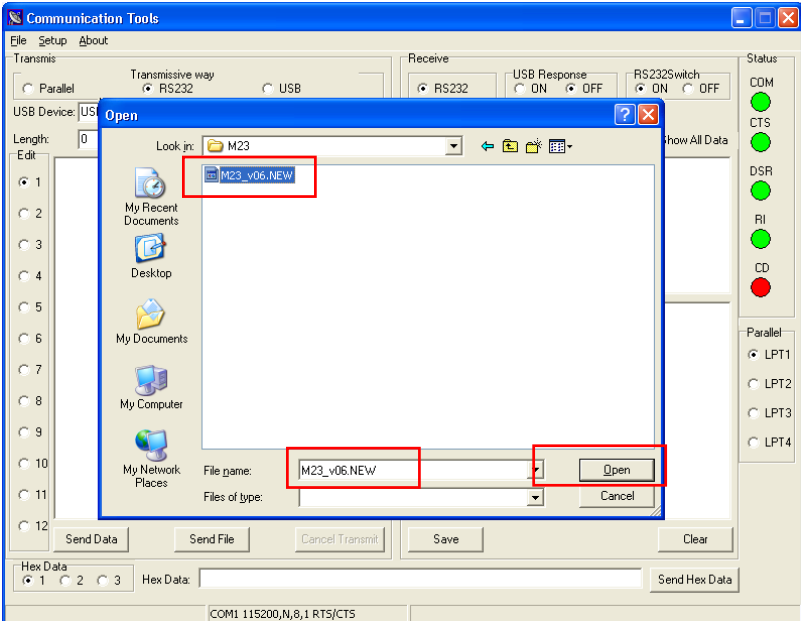 Communication Tools
File Setup About
Transmis
Receive
Status
Transmissive way
USB Response
RS232Switch
Parallel
RS232
USB
RS232
ON
OFF
ON
OFF
COM
USB Device:
Open
CTS
Length: 0
Look in:
M23
Show All Data
Edit
M23_v06.NEW
DSR
1
My Recent
Documents
2
RI
3
Desktop
CD
4
5
My Documents
Parallel
6
LPT1
7
LPT2
8
My Computer
LPT3
9
LPT4
10
My Network
Places
File name:
M23_v06.NEW
Open
11
Files of type:
Cancel
12
Send Data
Send File
Cancel Transmit
Save
Clear
Hex Data
1 2 3
Hex Data:
Send Hex Data
COM1 115200,N,8,1 RTS/CTS